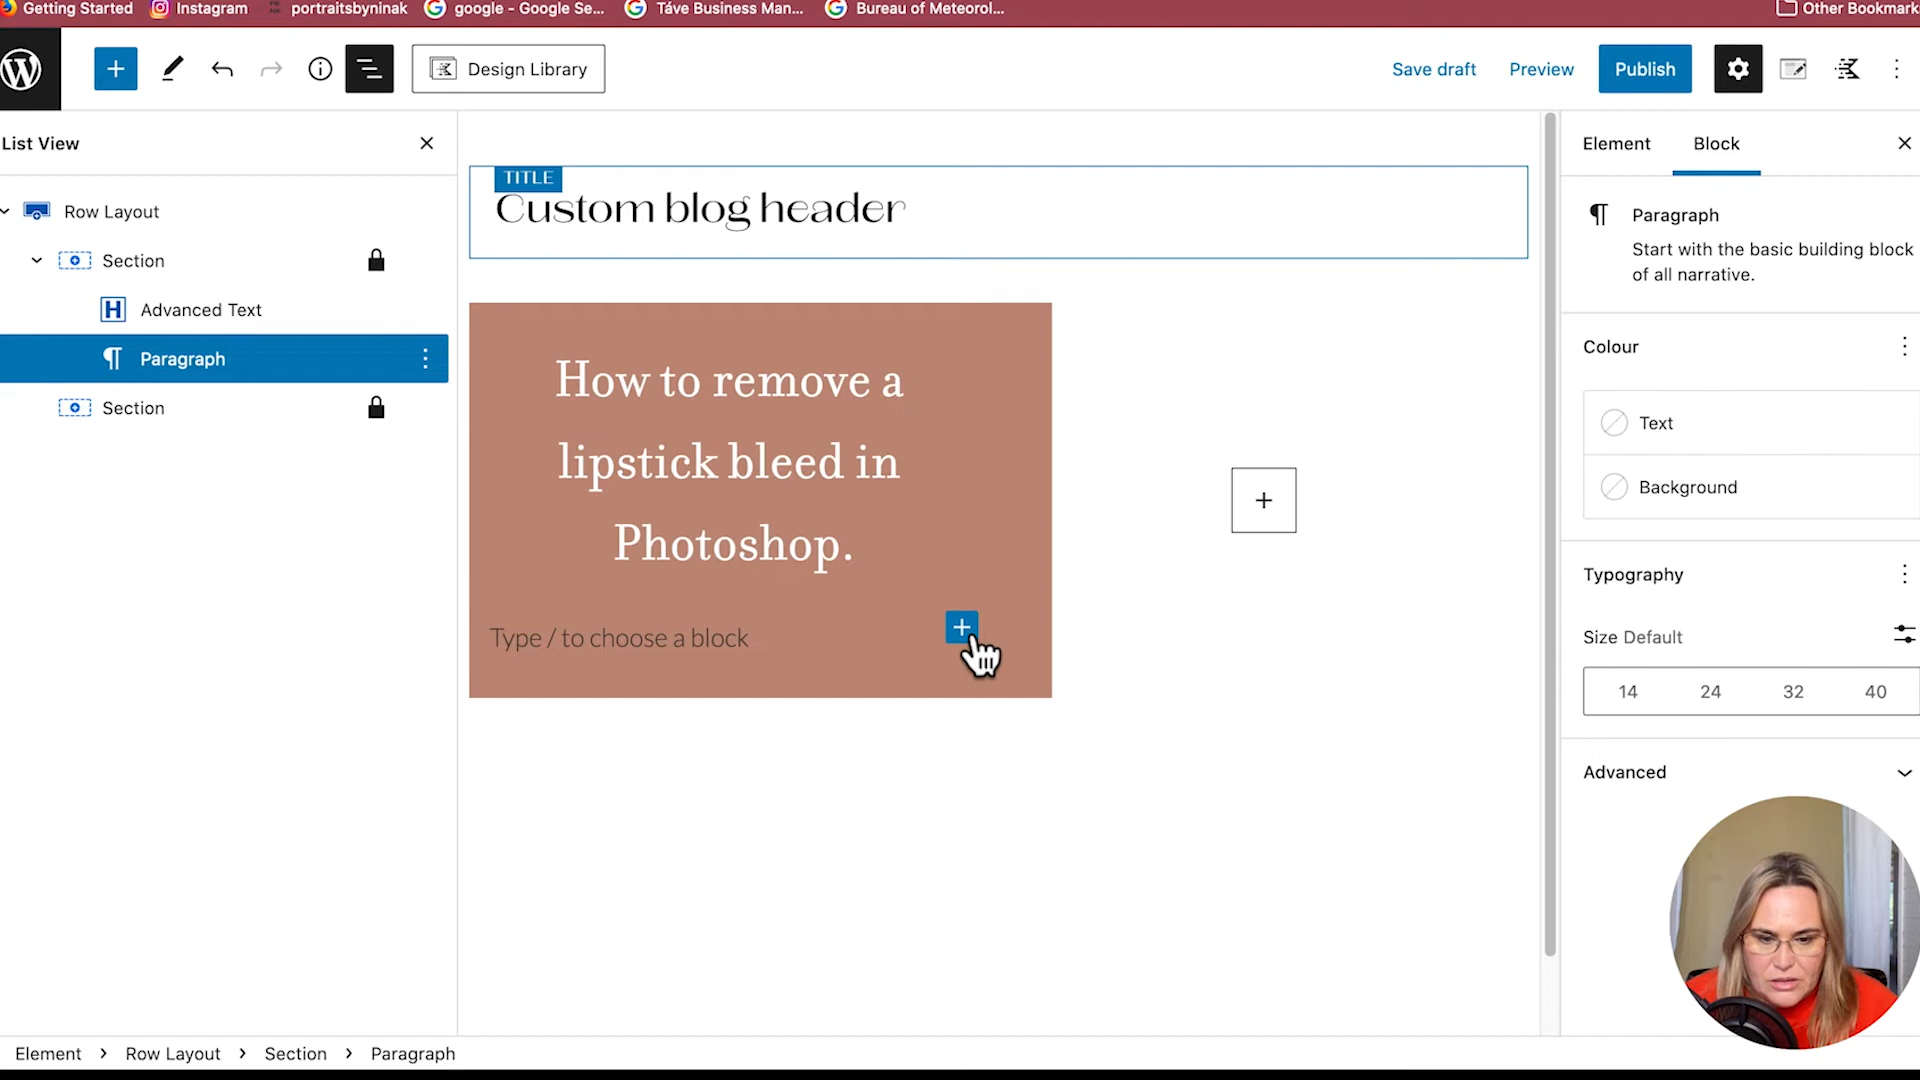 Getting Started
Instagram
portraitsbyninak
google - Google Se...
Táve Business Man...
Bureau of Meteorol...
Other Bookmark
Design Library
Save draft
Preview
Publish
List View
Row Layout
Section
Advanced Text
Paragraph
Section
TITLE
Custom blog header
How to remove a
lipstick bleed in
Photoshop.
Type / to choose a block
Element
Block
Paragraph
Start with the basic building block
of all narrative.
Colour
Text
Background
Typography
Size Default
14
24
32
40
Advanced
Element > Row Layout > Section > Paragraph